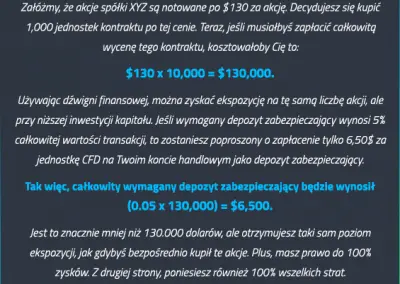 Załóżmy, że akcje spółki XYZ są notowane po $130 za akcję. Decydujesz się kupić
1,000 jednostek kontraktu po tej cenie. Teraz, jeśli musiałbyś zapłacić całkowitą
wycenę tego kontraktu, kosztowałoby Cię to:
$130 x 10,000 = $130,000.
Używając dźwigni finansowej, można zyskać ekspozycję na tę samą liczbę akcji, ale
przy niższej inwestycji kapitału. Jeśli wymagany depozyt zabezpieczający wynosi 5%
całkowitej wartości transakcji, to zostaniesz poproszony o zapłacenie tylko 6,50$ za
jednostkę CFD na Twoim koncie handlowym jako depozyt zabezpieczający.
Tak więc, całkowity wymagany depozyt zabezpieczający będzie wynosił
(0.05 x 130,000) = $6,500.
Jest to znacznie mniej niż 130.000 dolarów, ale otrzymujesz taki sam poziom
ekspozycji, jak gdybyś bezpośrednio kupił te akcje. Plus, masz prawo do 100%
zysków. Z drugiej strony, poniesiesz również 100% wszelkich strat.